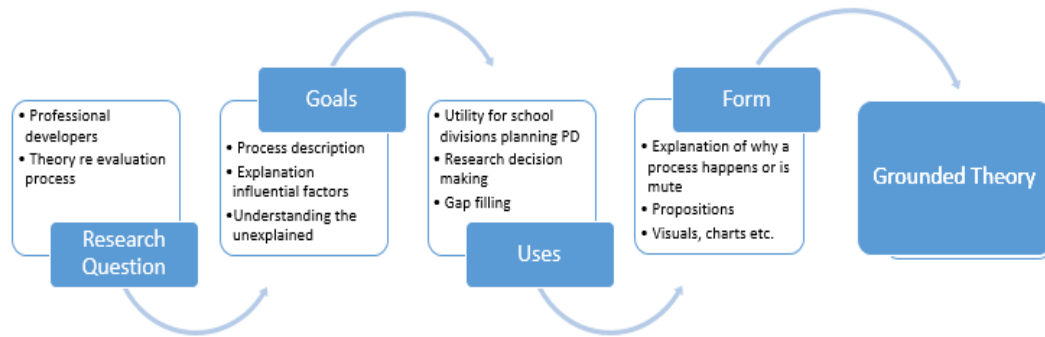 • Professional
developers
• Theory re evaluation
process
Research
Question
Goals
• Process description
• Explanation
influential factors
•Understanding the
unexplained
• Utility for school
divisions planning PD
• Research decision
making
• Gap filling
Uses
Form
• Explanation of why a
process happens or is
mute
• Propositions
• Visuals, charts etc.
Grounded Theory